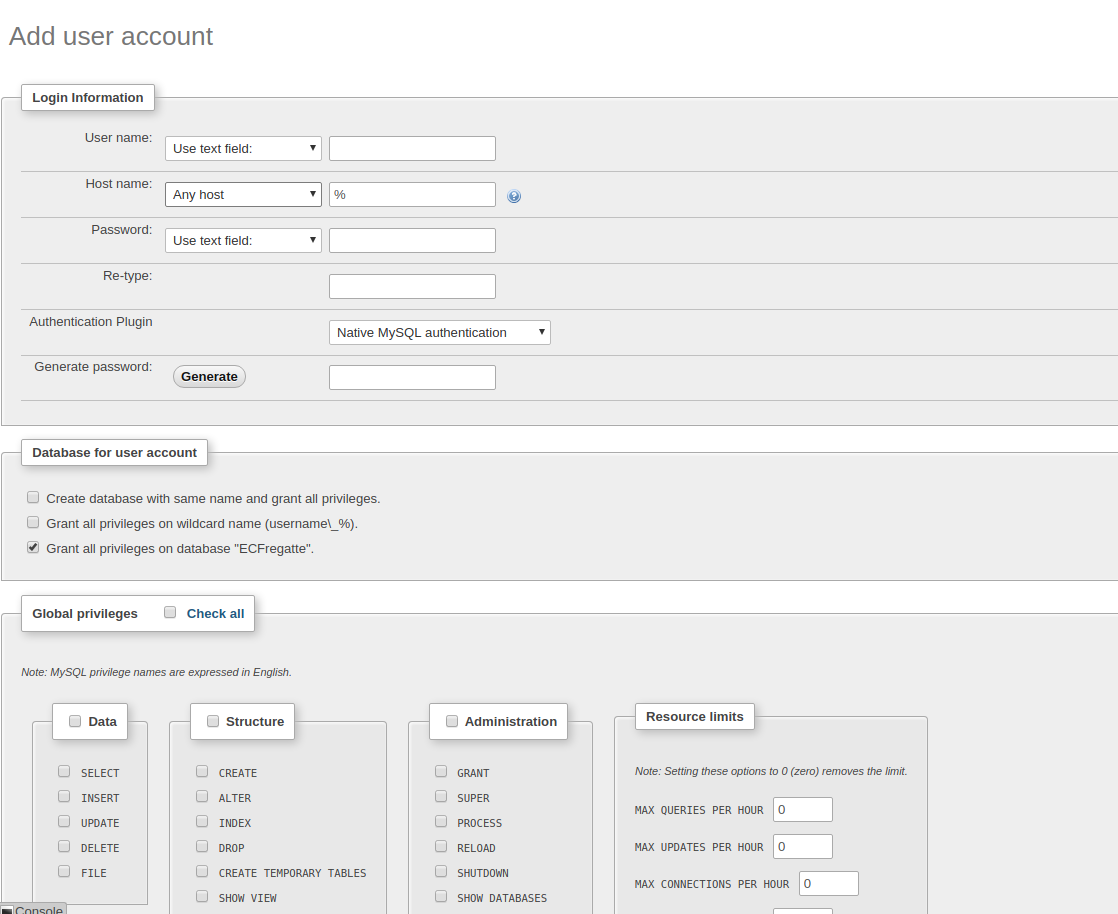 Add user account
Login Information
User name: Use text field:
Host name: Any host %
Password: Use text field:
Re-type:
Authentication Plugin Native MySQL authentication
Generate password: Generate
Database for user account
Create database with same name and grant all privileges.
Grant all privileges on wildcard name (username\_%).
Grant all privileges on database "ECFregatte".
Global privileges Check all
Note: MySQL privilege names are expressed in English.
Data
SELECT
INSERT
UPDATE
DELETE
FILE
Structure
CREATE
ALTER
INDEX
DROP
CREATE TEMPORARY TABLES
SHOW VIEW
Administration
GRANT
SUPER
PROCESS
RELOAD
SHUTDOWN
SHOW DATABASES
Resource limits
Note: Setting these options to 0 (zero) removes the limit.
MAX QUERIES PER HOUR 0
MAX UPDATES PER HOUR 0
MAX CONNECTIONS PER HOUR 0
Console